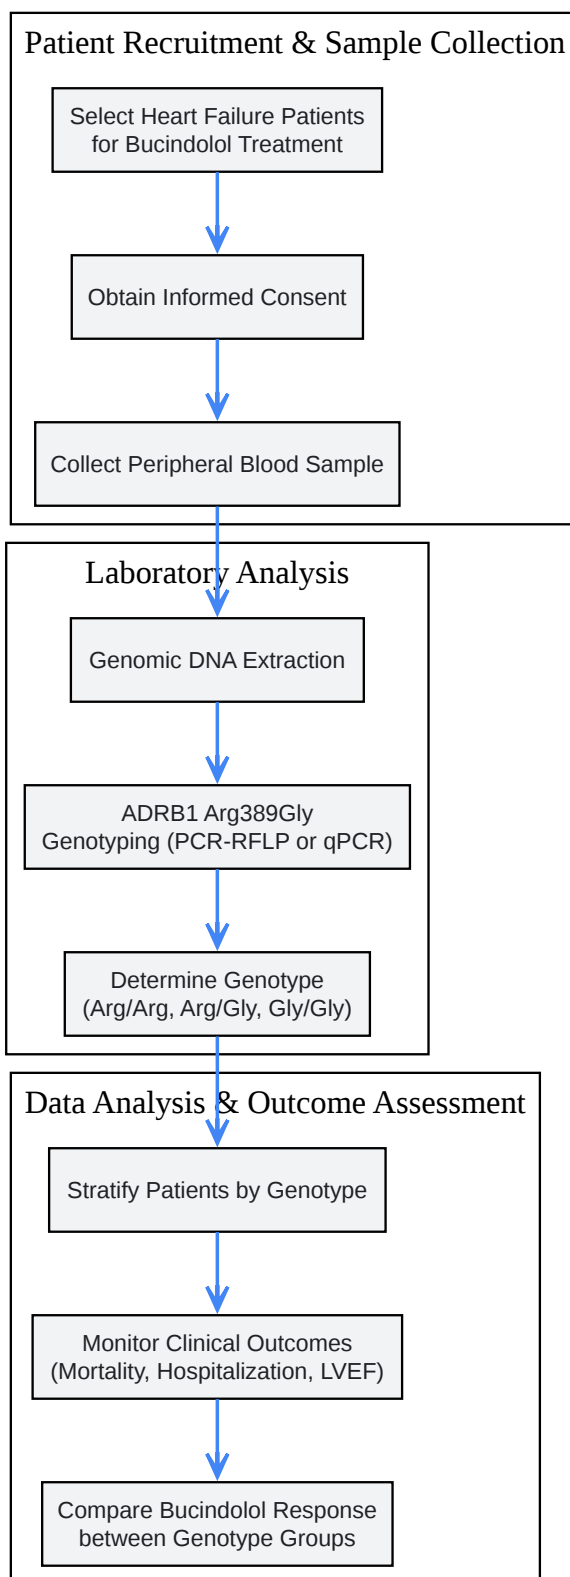 Patient Recruitment & Sample Collection
Select Heart Failure Patients
for Bucindolol Treatment
Obtain Informed Consent
Collect Peripheral Blood Sample
Laboratory Analysis
Genomic DNA Extraction
ADRB1 Arg389Gly
Genotyping (PCR-RFLP or qPCR)
Determine Genotype
(Arg/Arg, Arg/Gly, Gly/Gly)
Data Analysis & Outcome Assessment
Stratify Patients by Genotype
Monitor Clinical Outcomes
(Mortality, Hospitalization, LVEF)
Compare Bucindolol Response
between Genotype Groups